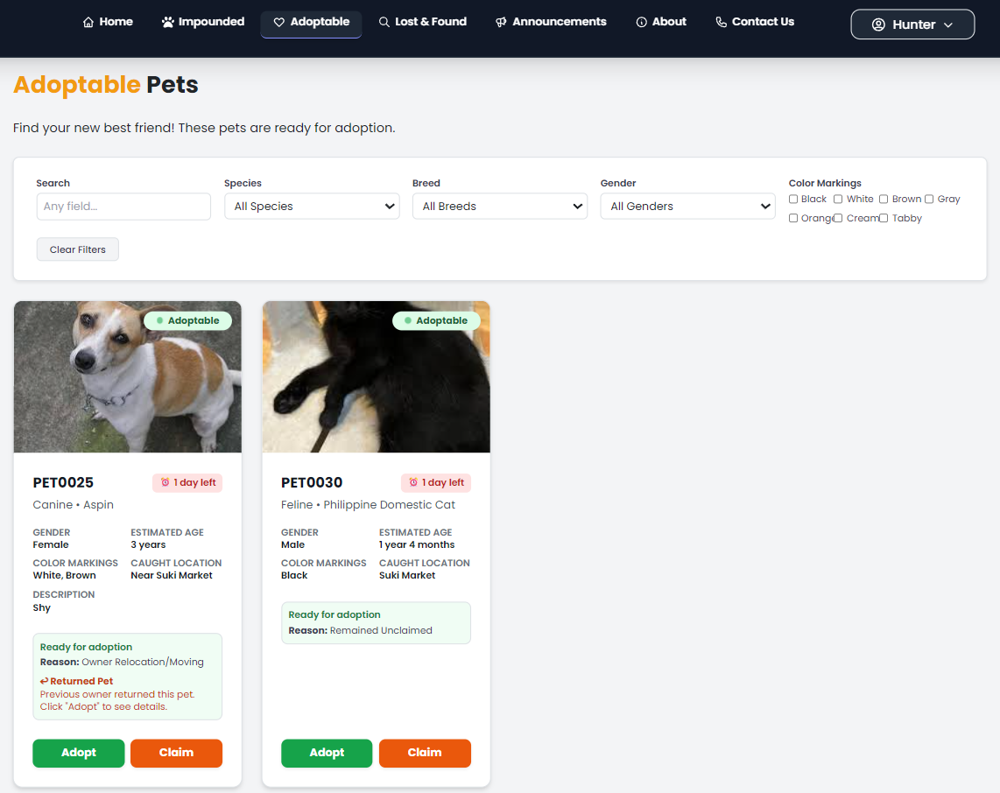 Home Impounded Adoptable Lost & Found Announcements About Contact Us Hunter
Adoptable Pets
Find your new best friend! These pets are ready for adoption.
Search Species Breed Gender Color Markings
Any field... All Species All Breeds All Genders
Black White Brown Gray
Orange Cream Tabby
Clear Filters
Adoptable
PET0025 1 day left
Canine • Aspin
GENDER ESTIMATED AGE
Female 3 years
COLOR MARKINGS CAUGHT LOCATION
White, Brown Near Suki Market
DESCRIPTION
Shy
Ready for adoption
Reason: Owner Relocation/Moving
Returned Pet
Previous owner returned this pet.
Click "Adopt" to see details.
Adopt Claim
Adoptable
PET0030 1 day left
Feline • Philippine Domestic Cat
GENDER ESTIMATED AGE
Male 1 year 4 months
COLOR MARKINGS CAUGHT LOCATION
Black Suki Market
Ready for adoption
Reason: Remained Unclaimed
Adopt Claim